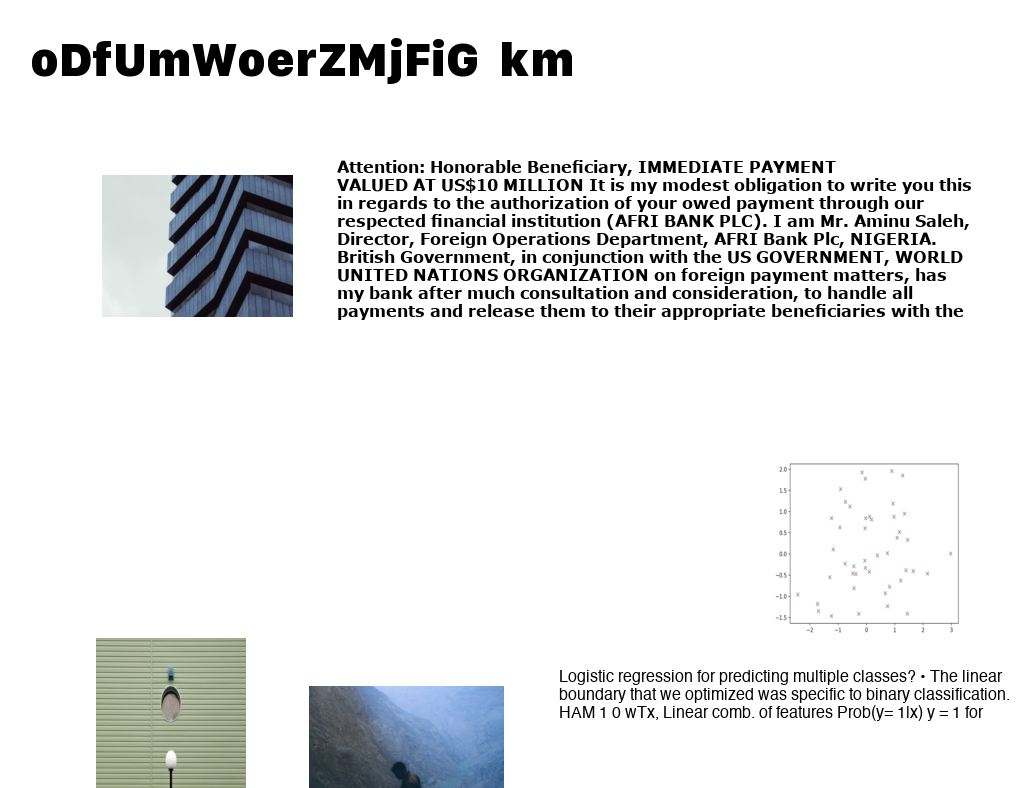 oDfUmWoerZMjFiG km
Attention: Honorable Beneficiary, IMMEDIATE PAYMENT
VALUED AT US$10 MILLION It is my modest obligation to write you this
in regards to the authorization of your owed payment through our
respected financial institution (AFRI BANK PLC). I am Mr. Aminu Saleh,
Director, Foreign Operations Department, AFRI Bank Plc, NIGERIA.
British Government, in conjunction with the US GOVERNMENT, WORLD
UNITED NATIONS ORGANIZATION on foreign payment matters, has
my bank after much consultation and consideration, to handle all
payments and release them to their appropriate beneficiaries with the
2.0
1.5
1.0
0.5
0.0
−0.5
−1.0
−1.5
−2 −1 0 1 2 3
Logistic regression for predicting multiple classes? • The linear
boundary that we optimized was specific to binary classification.
HAM 1 0 wTx, Linear comb. of features Prob(y= 1|x) y = 1 for